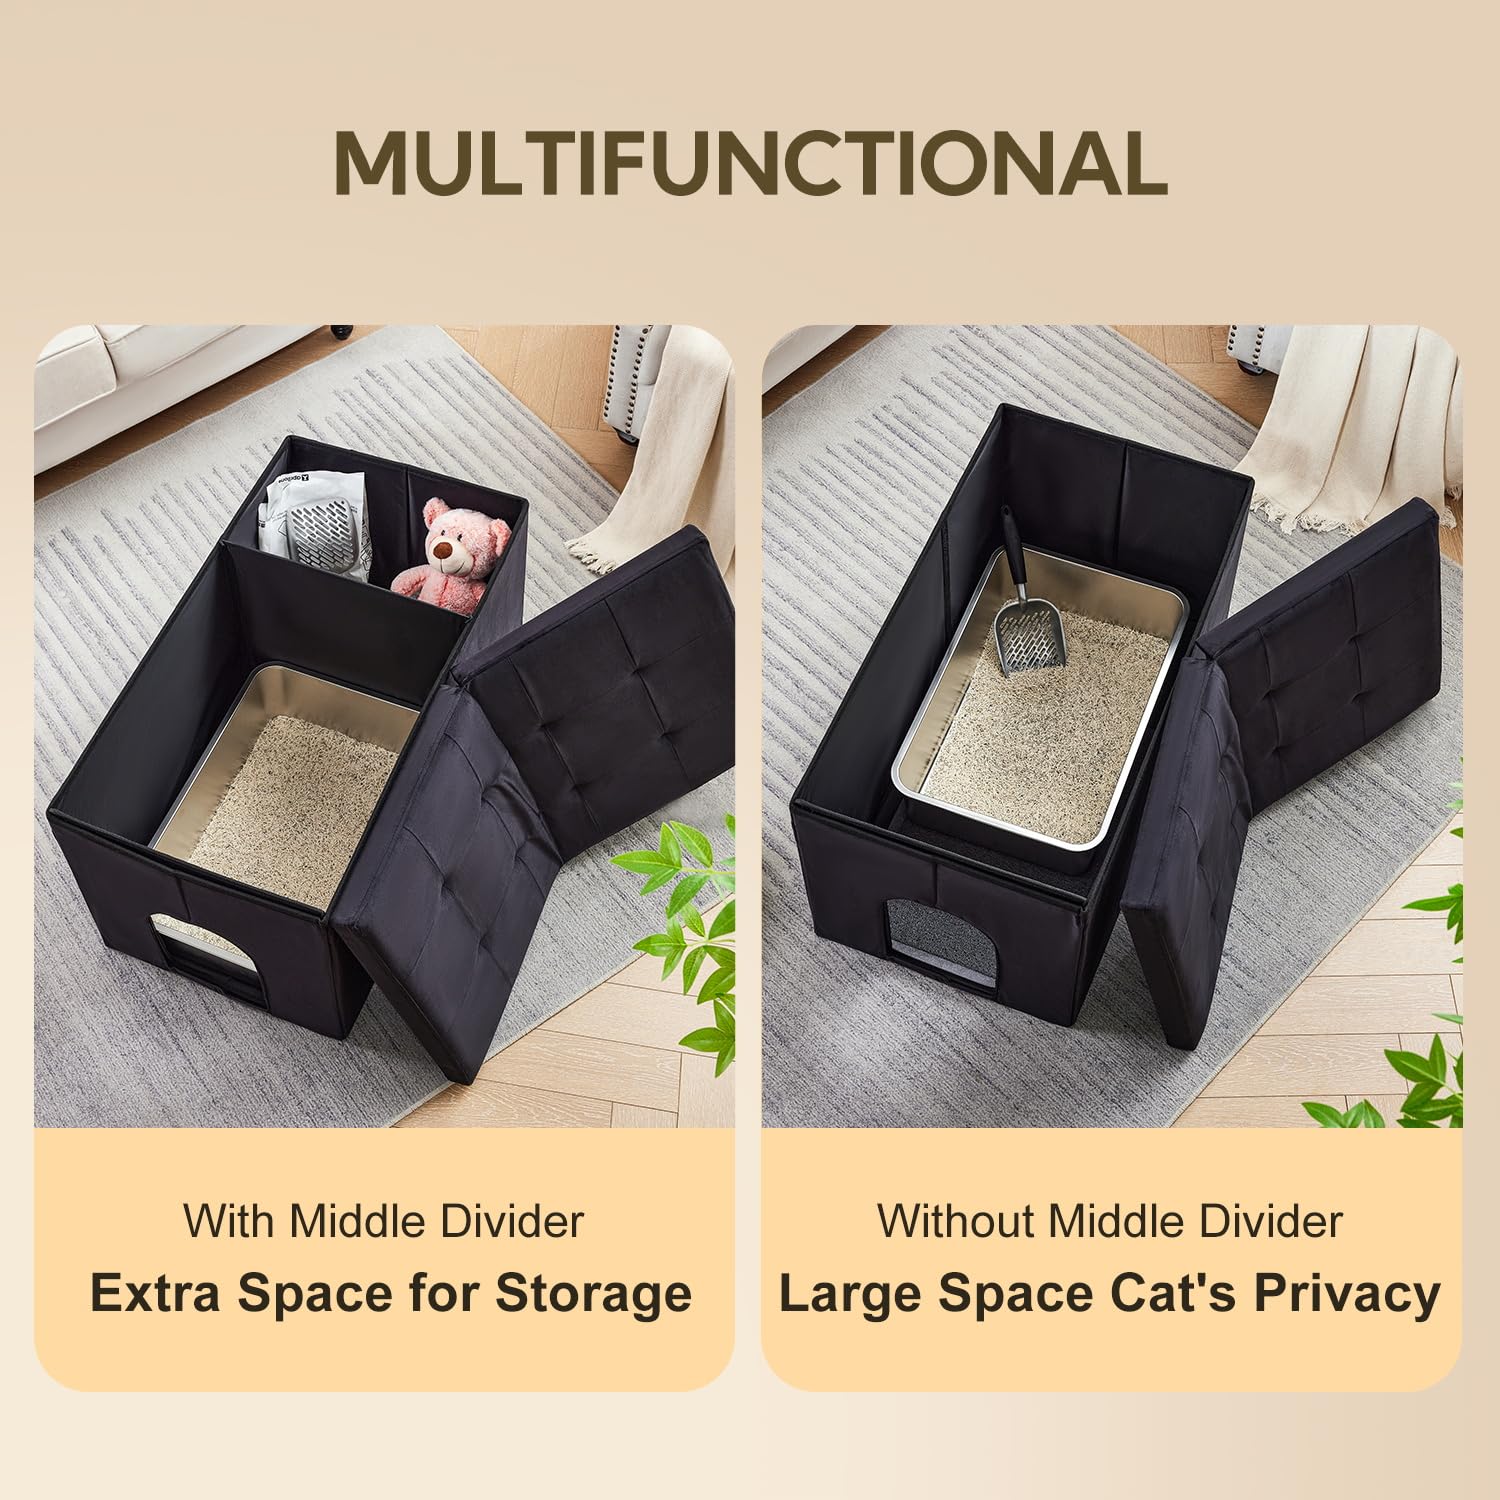 MULTIFUNCTIONAL
With Middle Divider
Extra Space for Storage
Without Middle Divider
Large Space Cat's Privacy